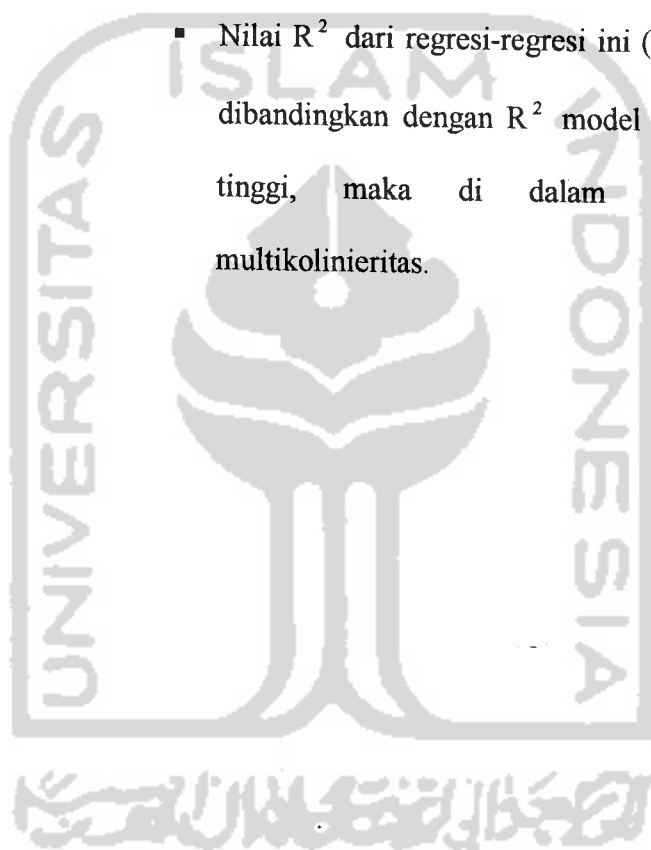 ▪ Nilai R² dari regresi-regresi ini (
dibandingkan dengan R² model
tinggi, maka di dalam
multikolinieritas.
UNIVERSITAS
ISLAM
INDONESIA